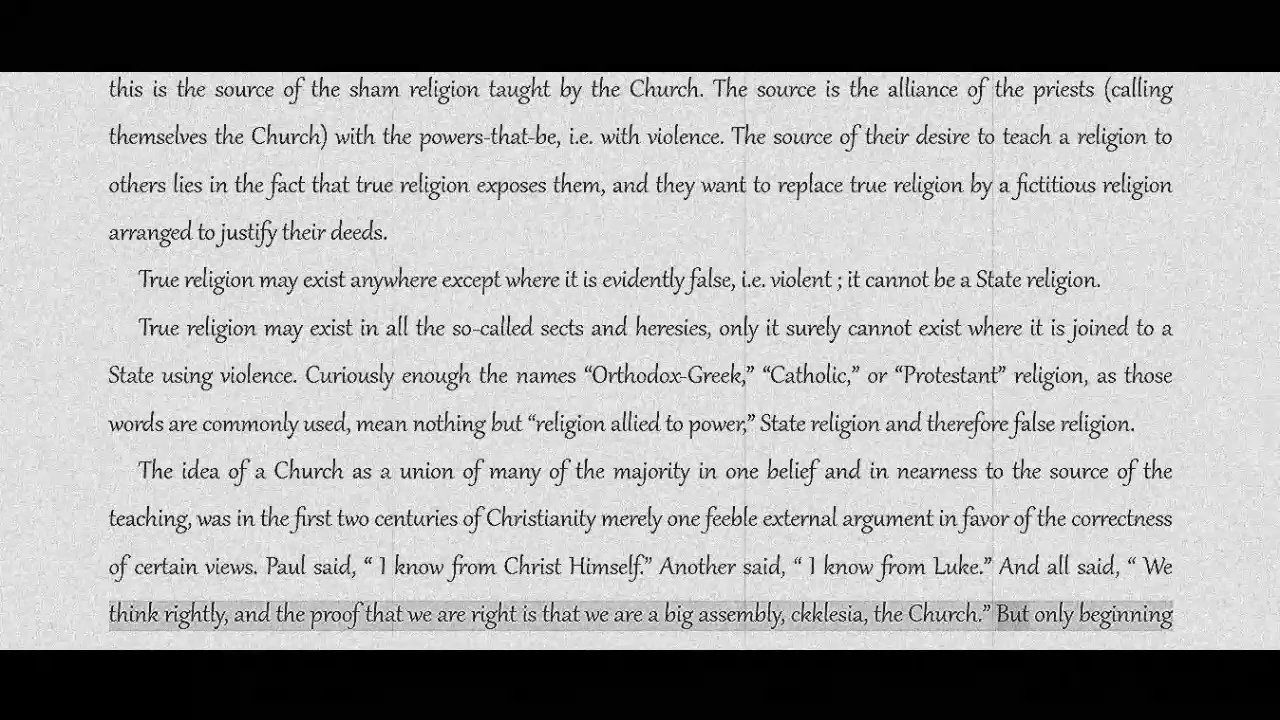 this is the source of the sham religion taught by the Church. The source is the alliance of the priests (calling
themselves the Church) with the powers-that-be, i.e. with violence. The source of their desire to teach a religion to
others lies in the fact that true religion exposes them, and they want to replace true religion by a fictitious religion
arranged to justify their deeds.
True religion may exist anywhere except where it is evidently false, i.e. violent ; it cannot be a State religion.
True religion may exist in all the so-called sects and heresies, only it surely cannot exist where it is joined to a
State using violence. Curiously enough the names “Orthodox-Greek,” “Catholic,” or “Protestant” religion, as those
words are commonly used, mean nothing but “religion allied to power,” State religion and therefore false religion.
The idea of a Church as a union of many of the majority in one belief and in nearness to the source of the
teaching, was in the first two centuries of Christianity merely one feeble external argument in favor of the correctness
of certain views. Paul said, “ I know from Christ Himself.” Another said, “ I know from Luke.” And all said, “ We
think rightly, and the proof that we are right is that we are a big assembly, ckklesia, the Church.” But only beginning